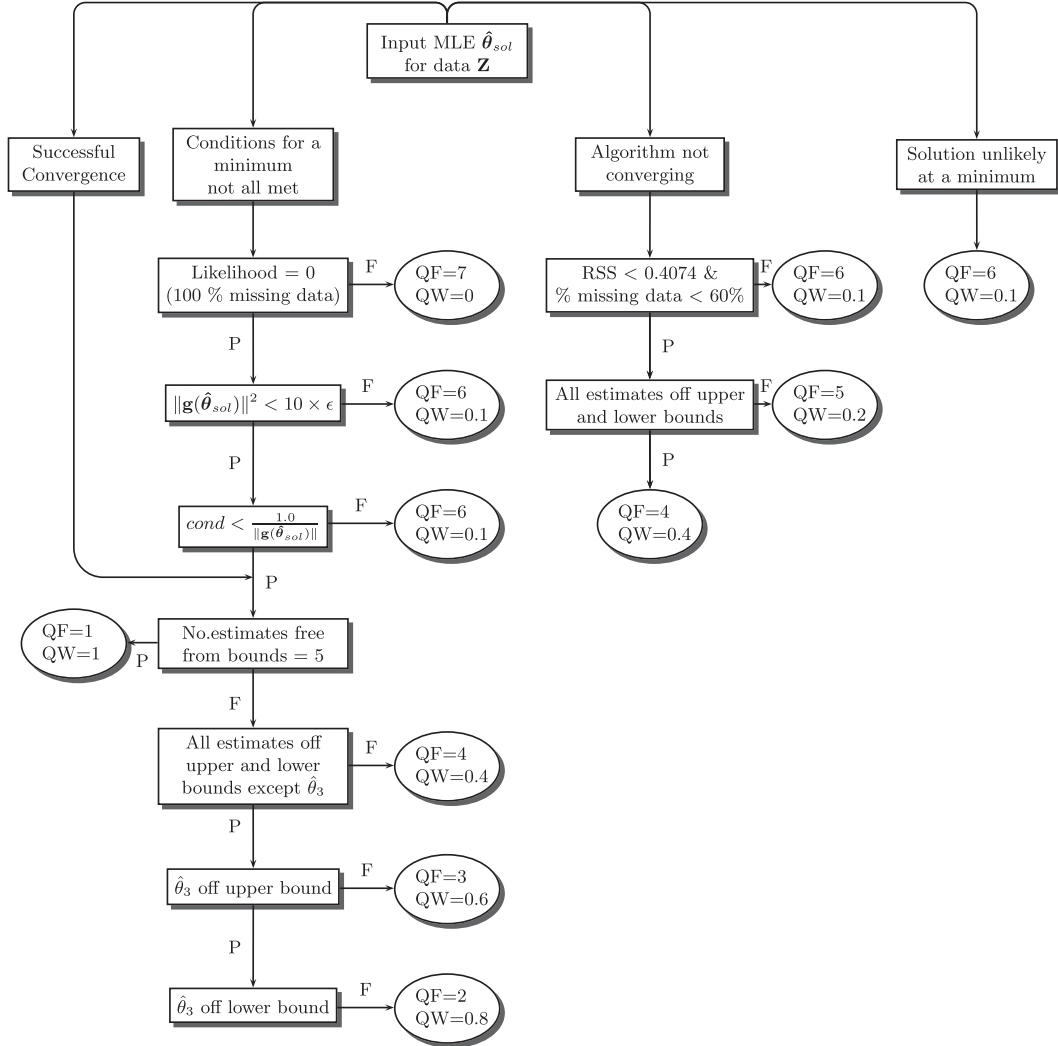 Input MLE θ̂_sol
for data Z
Successful
Convergence
Conditions for a
minimum
not all met
Algorithm not
converging
Solution unlikely
at a minimum
Likelihood = 0
(100 % missing data)
F
QF=7
QW=0
RSS < 0.4074 &
% missing data < 60%
F
QF=6
QW=0.1
QF=6
QW=0.1
P
P
‖g(θ̂_sol)‖² < 10 × ϵ
F
QF=6
QW=0.1
All estimates off upper
and lower bounds
F
QF=5
QW=0.2
P
P
cond < 1.0/‖g(θ̂_sol)‖
F
QF=6
QW=0.1
QF=4
QW=0.4
P
QF=1
QW=1
P
No.estimates free
from bounds = 5
F
All estimates off
upper and lower
bounds except θ̂₃
F
QF=4
QW=0.4
P
θ̂₃ off upper bound
F
QF=3
QW=0.6
P
θ̂₃ off lower bound
F
QF=2
QW=0.8